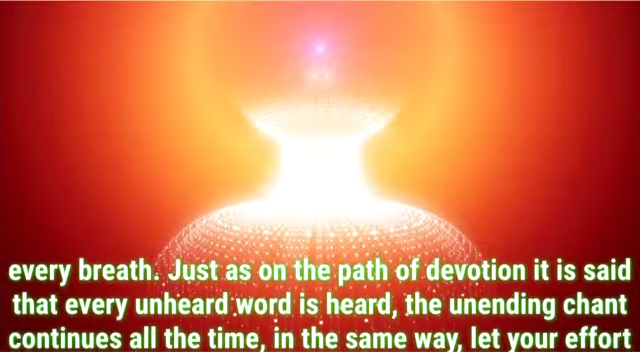 every breath. Just as on the path of devotion it is said
that every unheard word is heard, the unending chant
continues all the time, in the same way, let your effort